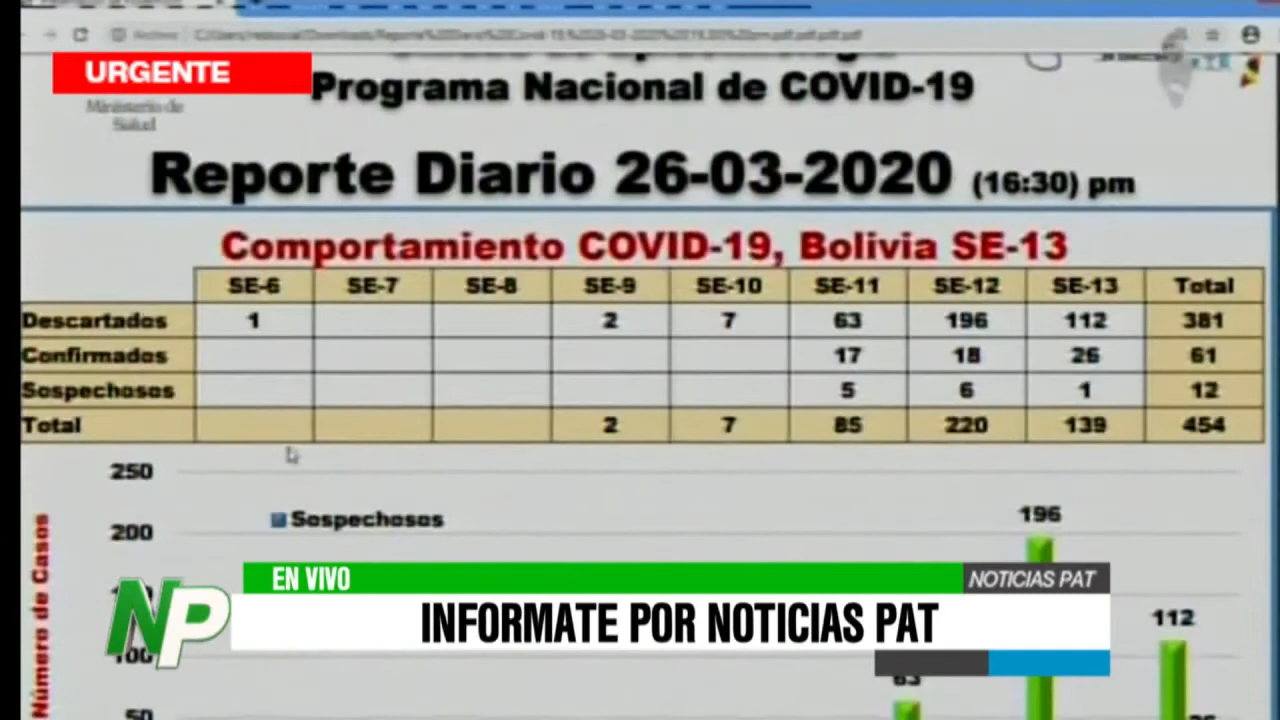 URGENTE
Programa Nacional de COVID-19
Ministerio de
Salud
Reporte Diario 26-03-2020 (16:30) pm
Comportamiento COVID-19, Bolivia SE-13
SE-6 SE-7 SE-8 SE-9 SE-10 SE-11 SE-12 SE-13 Total
Descartados 1 2 7 63 196 112 381
Confirmados 17 18 26 61
Sospechosos 5 6 1 12
Total 2 7 85 220 139 454
250
Sospechosos
196
200
EN VIVO
NOTICIAS PAT
NP
INFORMATE POR NOTICIAS PAT
112
100
63
50
Número de Casos